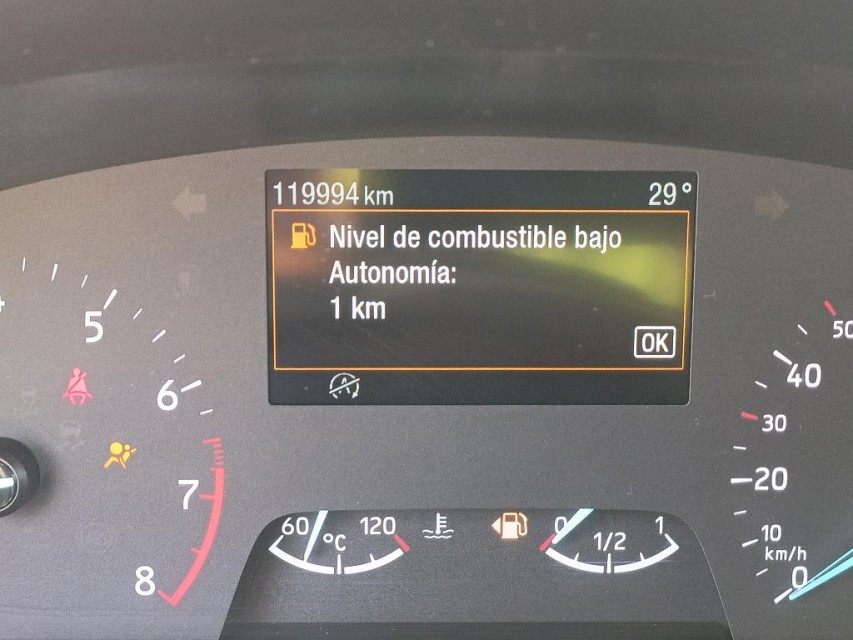 119994 km 29°
Nivel de combustible bajo
Autonomía:
1 km
OK
A
5
6
7
8
60 °C 120
0 1/2 1
50
40
30
20
10
km/h
0